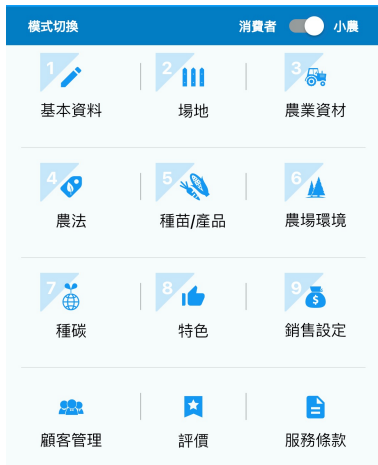 模式切換 消費者 小農
1 2 3
基本資料 場地 農業資材
4 5 6
農法 種苗/產品 農場環境
7 8 9
種碳 特色 銷售設定
$
顧客管理 評價 服務條款